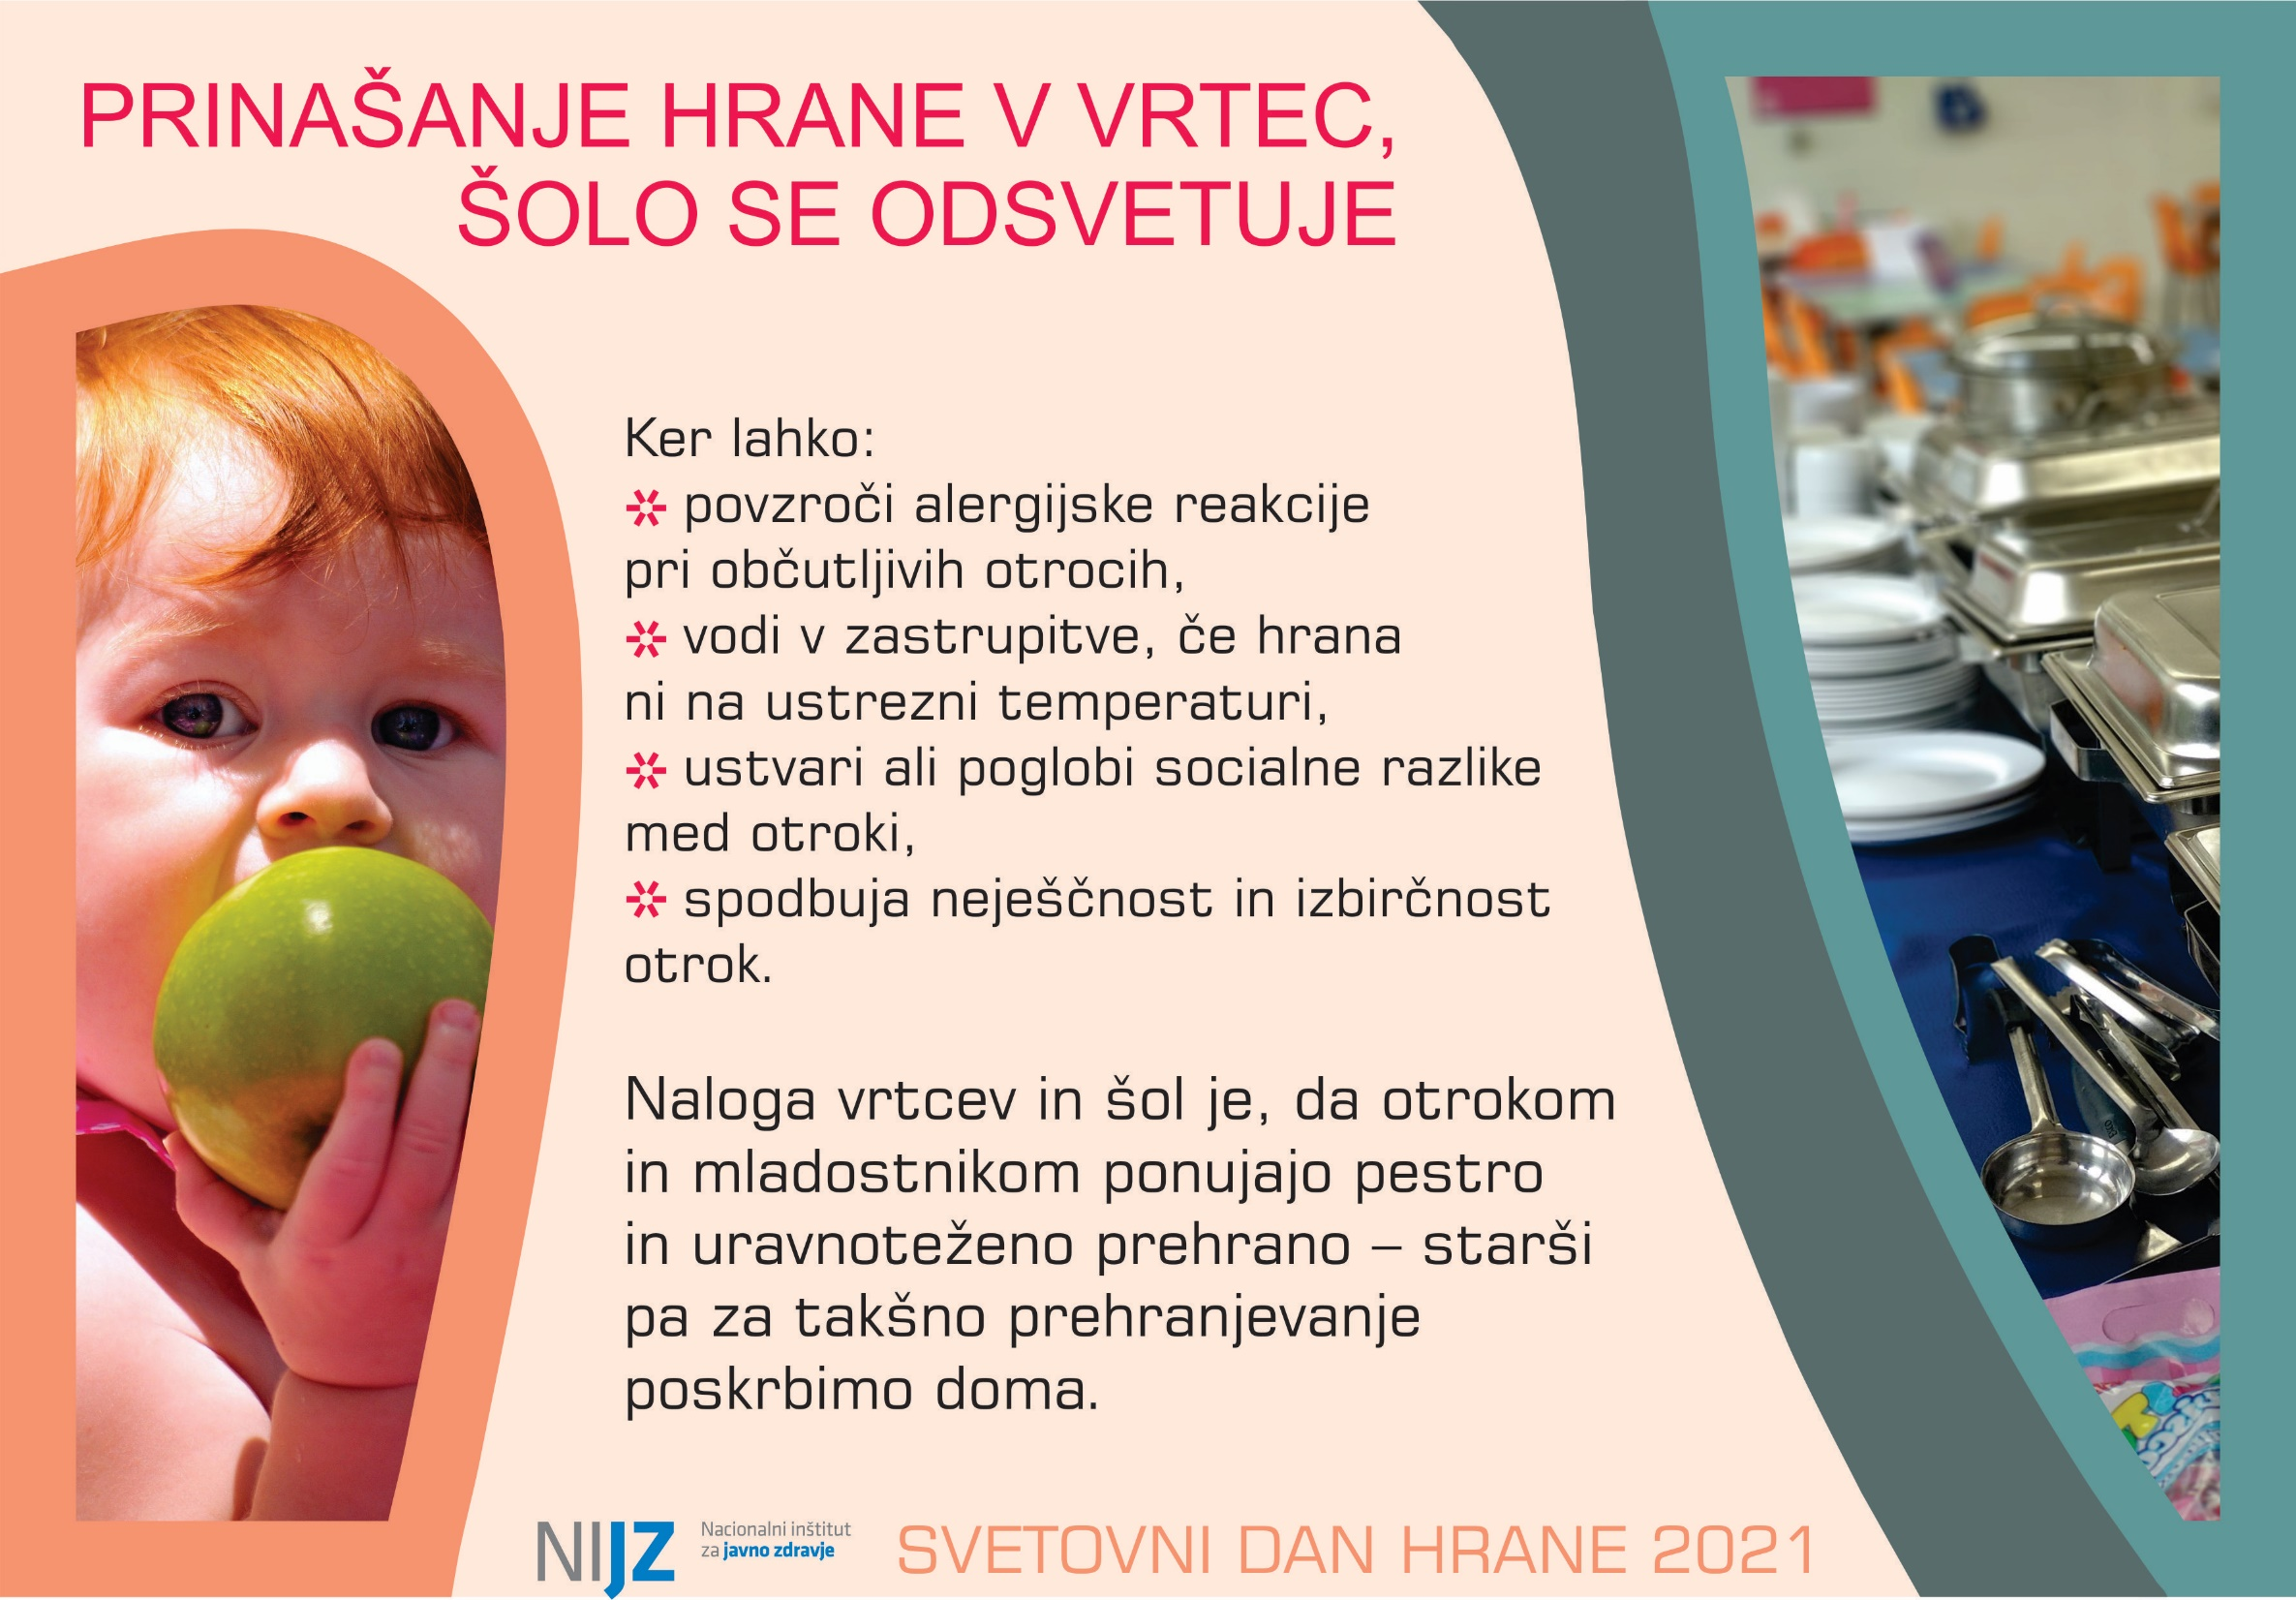 PRINAŠANJE HRANE V VRTEC,
ŠOLO SE ODSVETUJE
Ker lahko:
povzroči alergijske reakcije
pri občutljivih otrocih,
vodi v zastrupitve, če hrana
ni na ustrezni temperaturi,
ustvari ali poglobi socialne razlike
med otroki,
spodbuja neješčnost in izbirčnost
otrok.
Naloga vrtcev in šol je, da otrokom
in mladostnikom ponujajo pestro
in uravnoteženo prehrano – starši
pa za takšno prehranjevanje
poskrbimo doma.
NIJZ
Nacionalni inštitut
za javno zdravje
SVETOVNI DAN HRANE 2021